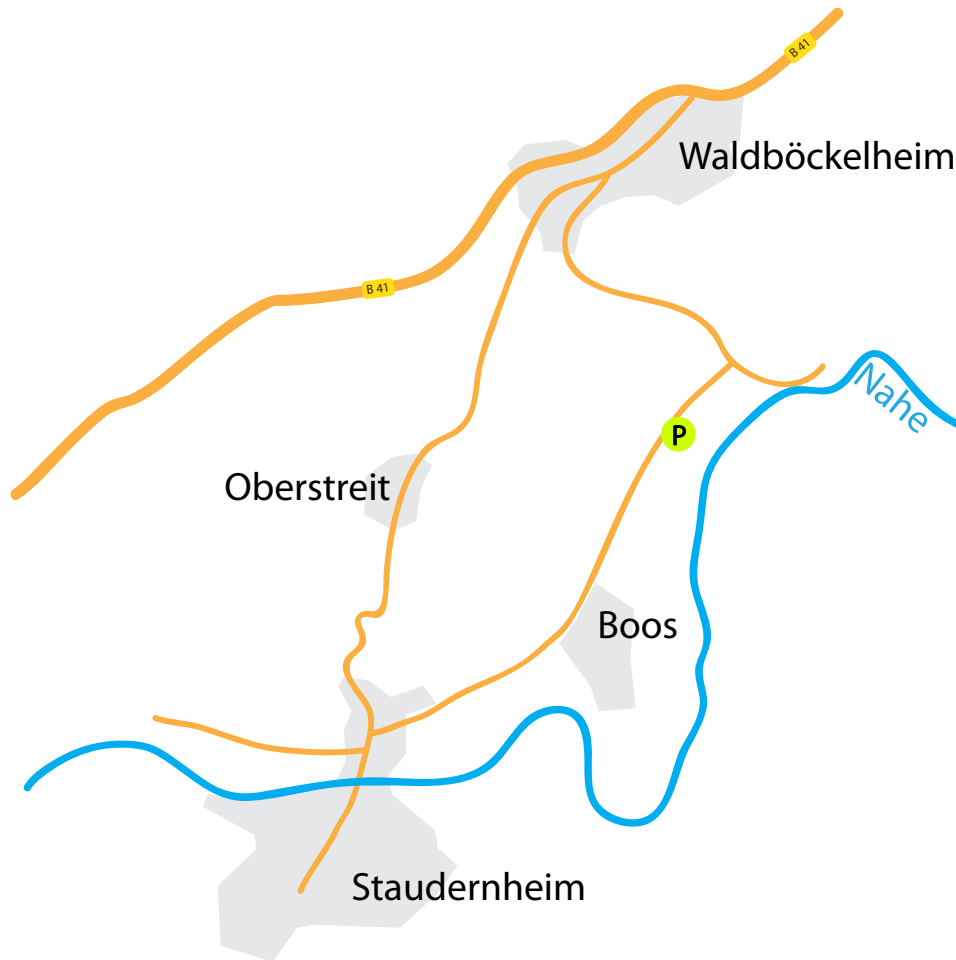 B 41
Waldböckelheim
B 41
Nahe
P
Oberstreit
Boos
Staudernheim